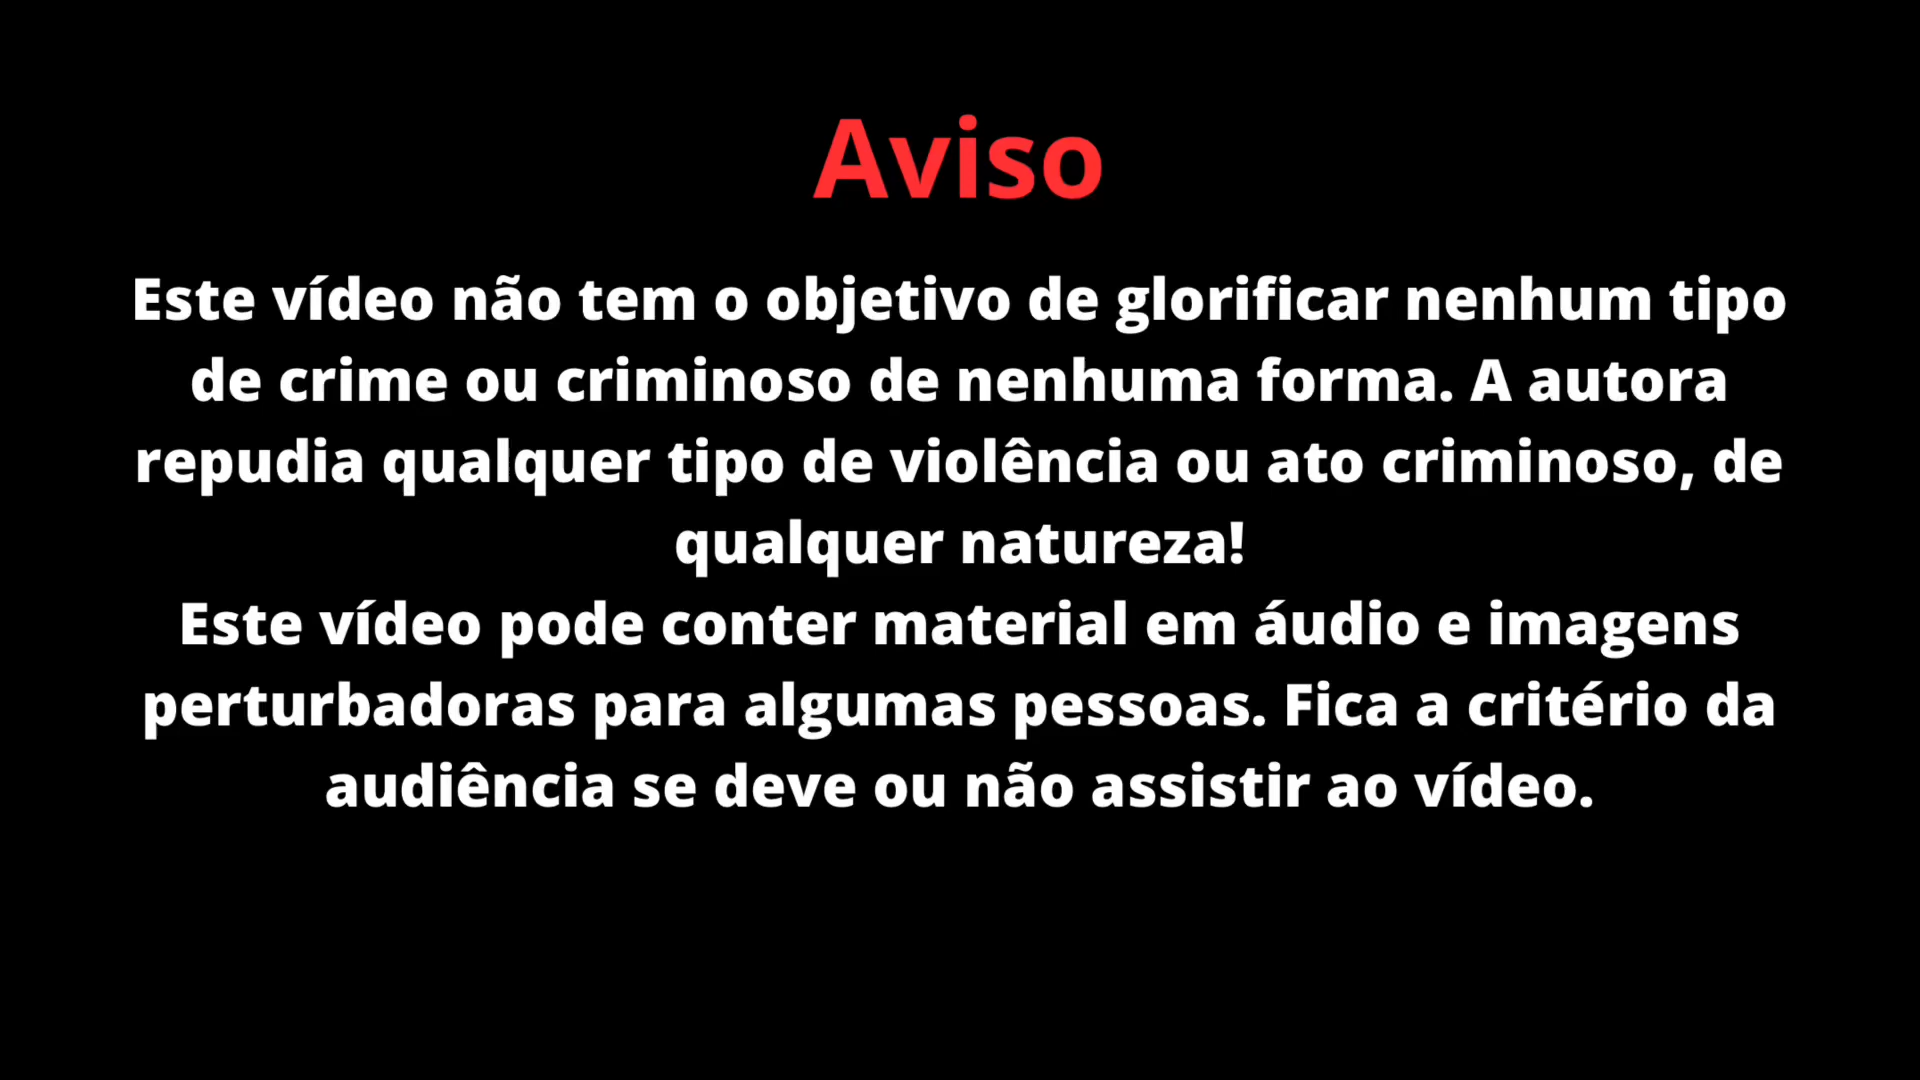 Aviso
Este vídeo não tem o objetivo de glorificar nenhum tipo
de crime ou criminoso de nenhuma forma. A autora
repudia qualquer tipo de violência ou ato criminoso, de
qualquer natureza!
Este vídeo pode conter material em áudio e imagens
perturbadoras para algumas pessoas. Fica a critério da
audiência se deve ou não assistir ao vídeo.